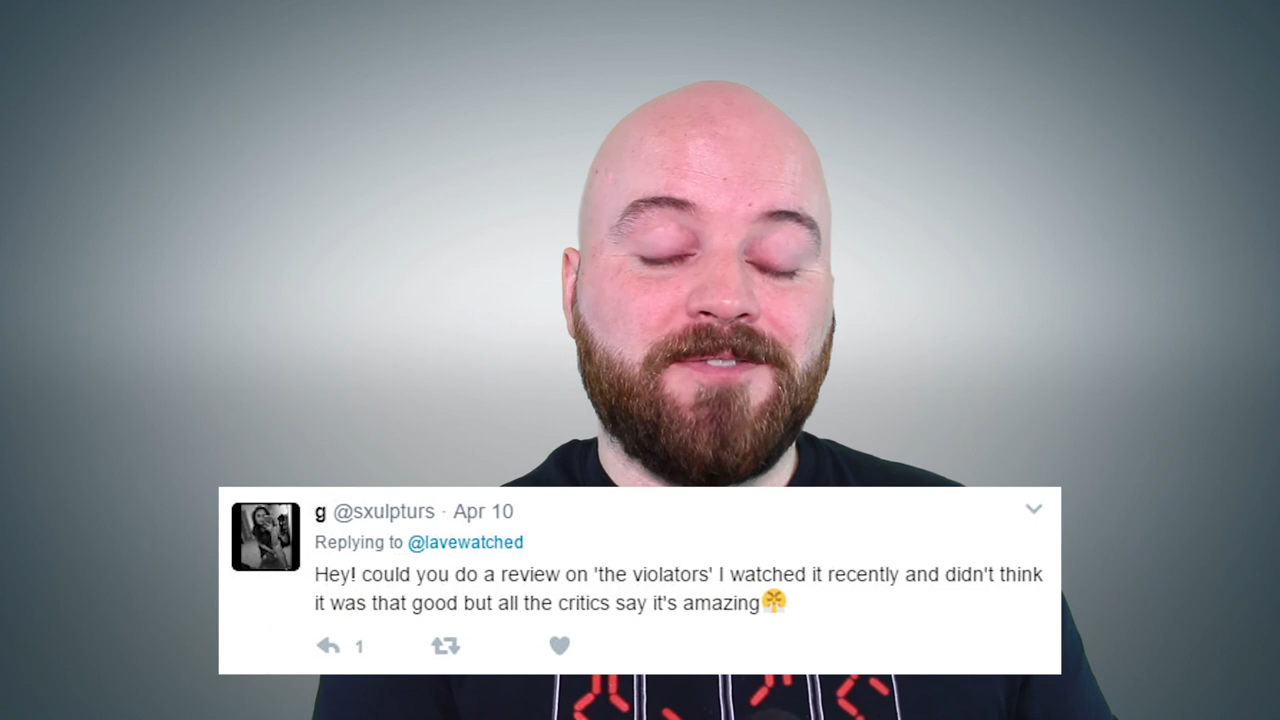 g @sxulpturs · Apr 10
Replying to @lavewatched
Hey! could you do a review on 'the violators' I watched it recently and didn't think
it was that good but all the critics say it's amazing😤
1